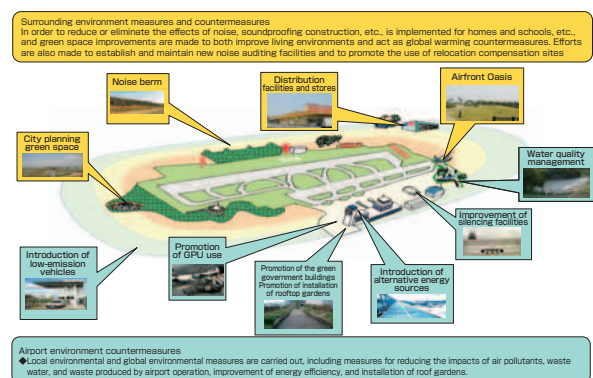 Surrounding environment measures and countermeasures
In order to reduce or eliminate the effects of noise, soundproofing construction, etc., is implemented for homes and schools, etc.,
and green space improvements are made to both improve living environments and act as global warming countermeasures. Efforts
are also made to establish and maintain new noise auditing facilities and to promote the use of relocation compensation sites
Noise berm
Distribution
facilities and stores
Airfront Oasis
City planning
green space
Water quality
management
Improvement of
silencing facilities
Introduction of
low-emission
vehicles
Promotion
of GPU use
Promotion of the green
government buildings
Promotion of installation
of rooftop gardens
Introduction of
alternative energy
sources
Airport environment countermeasures
◆Local environmental and global environmental measures are carried out, including measures for reducing the impacts of air pollutants, waste
water, and waste produced by airport operation, improvement of energy efficiency, and installation of roof gardens.